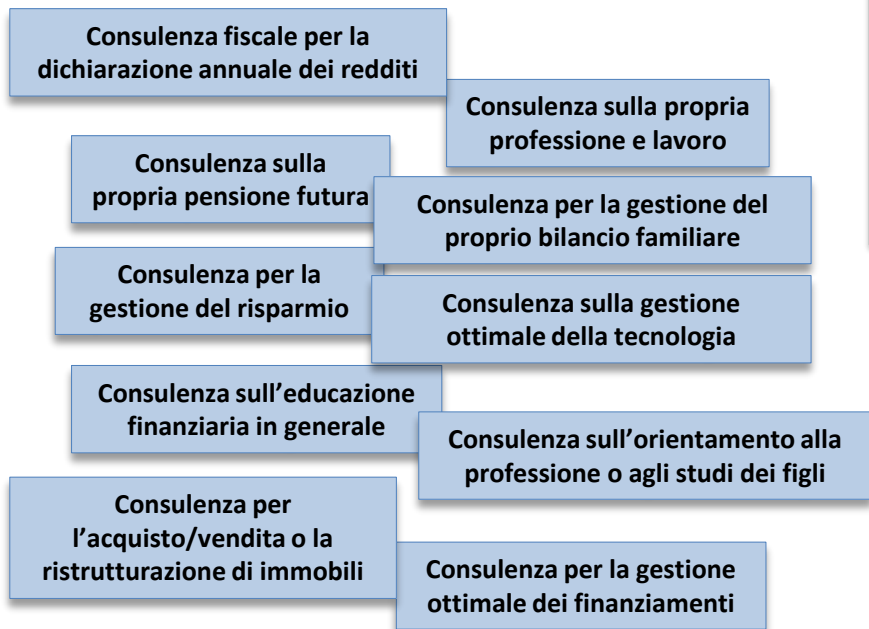 Consulenza fiscale per la
dichiarazione annuale dei redditi
Consulenza sulla propria
professione e lavoro
Consulenza sulla
propria pensione futura
Consulenza per la gestione del
proprio bilancio familiare
Consulenza per la
gestione del risparmio
Consulenza sulla gestione
ottimale della tecnologia
Consulenza sull’educazione
finanziaria in generale
Consulenza sull’orientamento alla
professione o agli studi dei figli
Consulenza per
l’acquisto/vendita o la
ristrutturazione di immobili
Consulenza per la gestione
ottimale dei finanziamenti